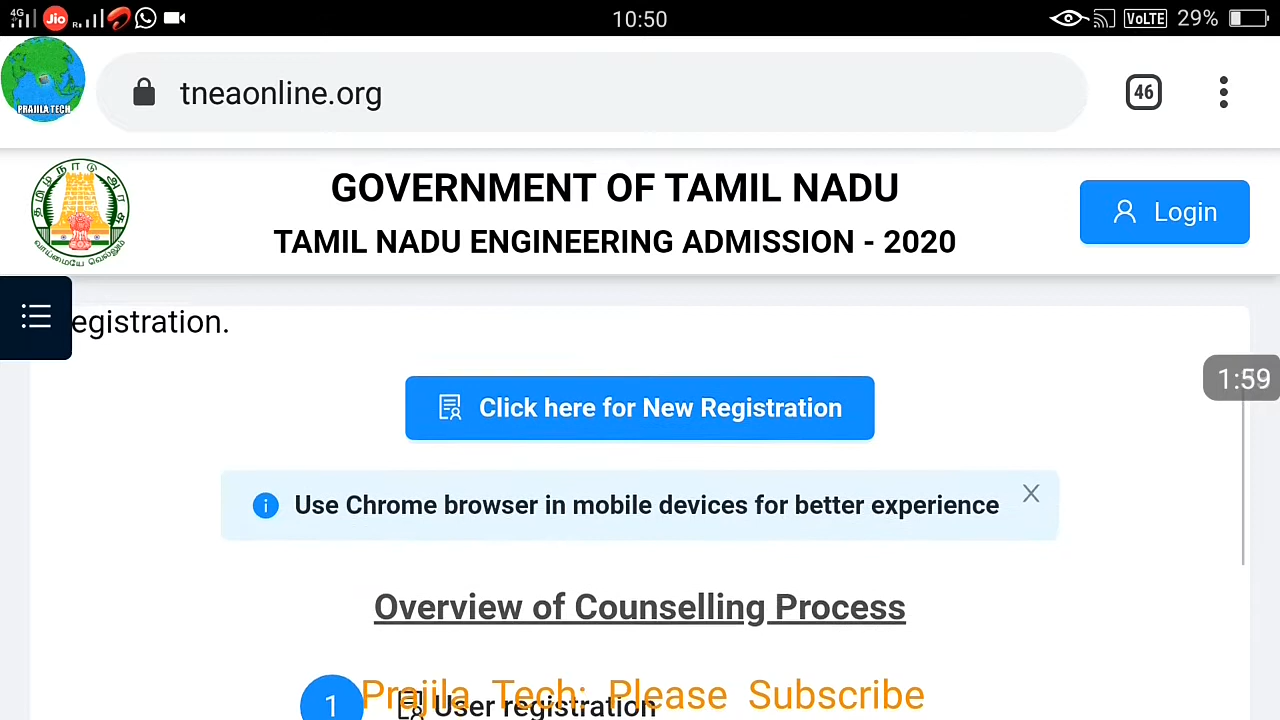 4G Jio R 10:50 VoLTE 29%
PRAJILA TECH
tneaonline.org 46
GOVERNMENT OF TAMIL NADU
TAMIL NADU ENGINEERING ADMISSION - 2020
Login
egistration.
1:59
Click here for New Registration
Use Chrome browser in mobile devices for better experience
Overview of Counselling Process
1 User registration
Prajila Tech: Please Subscribe